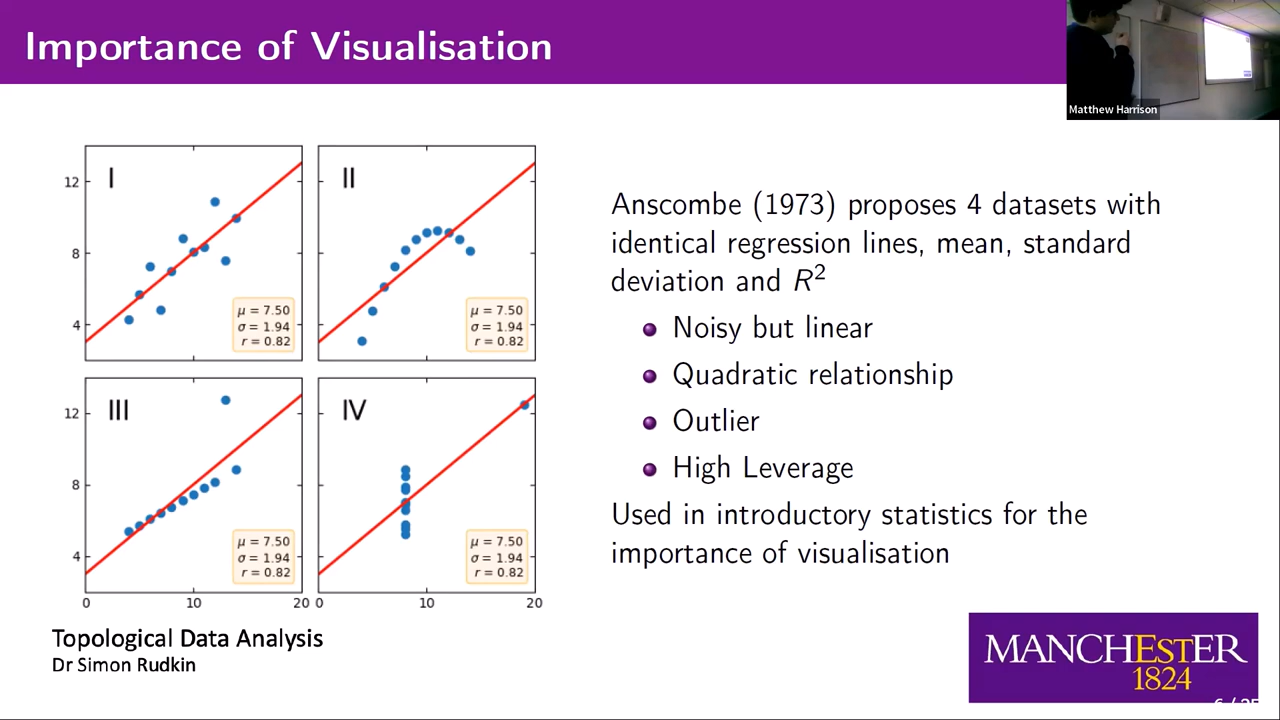 Importance of Visualisation
Matthew Harrison
I
12
8
4
μ = 7.50
σ = 1.94
r = 0.82
II
μ = 7.50
σ = 1.94
r = 0.82
III
12
8
4
0
10
20
μ = 7.50
σ = 1.94
r = 0.82
IV
0
10
20
μ = 7.50
σ = 1.94
r = 0.82
Anscombe (1973) proposes 4 datasets with
identical regression lines, mean, standard
deviation and R²
Noisy but linear
Quadratic relationship
Outlier
High Leverage
Used in introductory statistics for the
importance of visualisation
Topological Data Analysis
Dr Simon Rudkin
MANCHESTER
1824